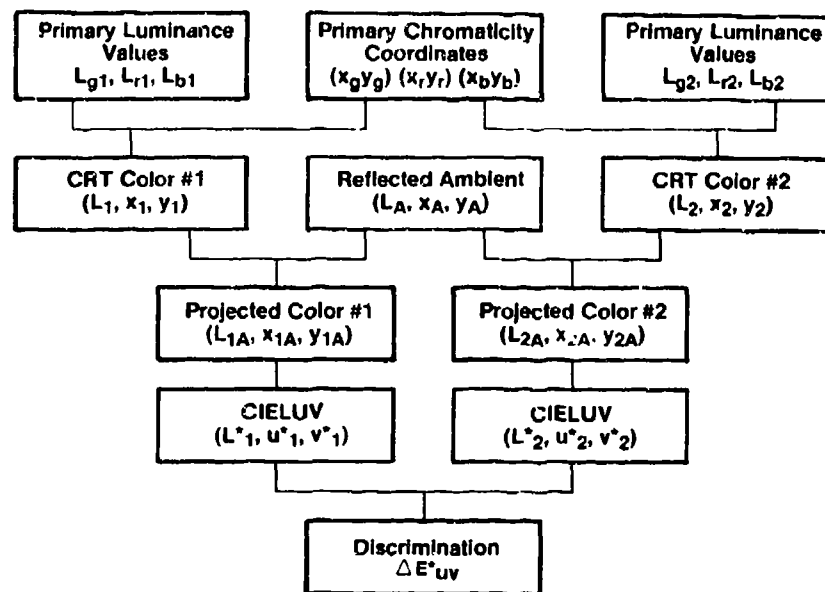 Primary Luminance
Values
Lg1, Lr1, Lb1
Primary Chromaticity
Coordinates
(xgyg) (xryr) (xbyb)
Primary Luminance
Values
Lg2, Lr2, Lb2
CRT Color #1
(L1, x1, y1)
Reflected Ambient
(LA, xA, yA)
CRT Color #2
(L2, x2, y2)
Projected Color #1
(L1A, x1A, y1A)
Projected Color #2
(L2A, x2A, y2A)
CIELUV
(L*1, u*1, v*1)
CIELUV
(L*2, u*2, v*2)
Discrimination
△E*uv